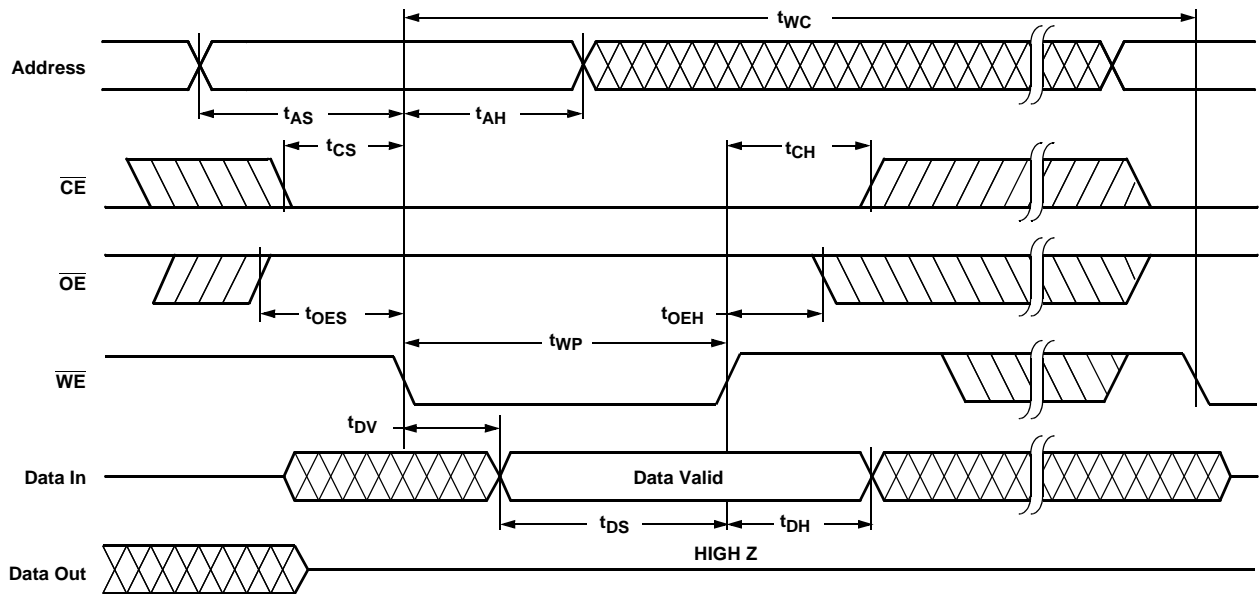 tWC
Address
tAS
tAH
tCS
tCH
CE
OE
tOES
tOEH
tWP
WE
tDV
Data In
Data Valid
tDS
tDH
HIGH Z
Data Out